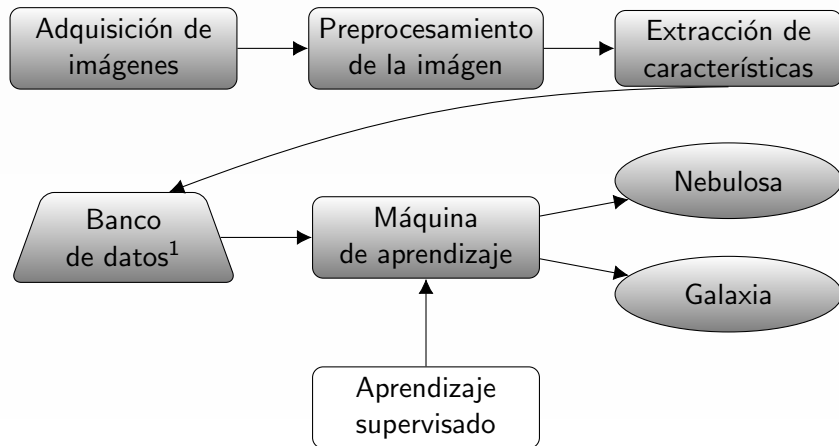 Adquisición de
imágenes
Preprocesamiento
de la imágen
Extracción de
características
Banco
de datos¹
Máquina
de aprendizaje
Nebulosa
Galaxia
Aprendizaje
supervisado